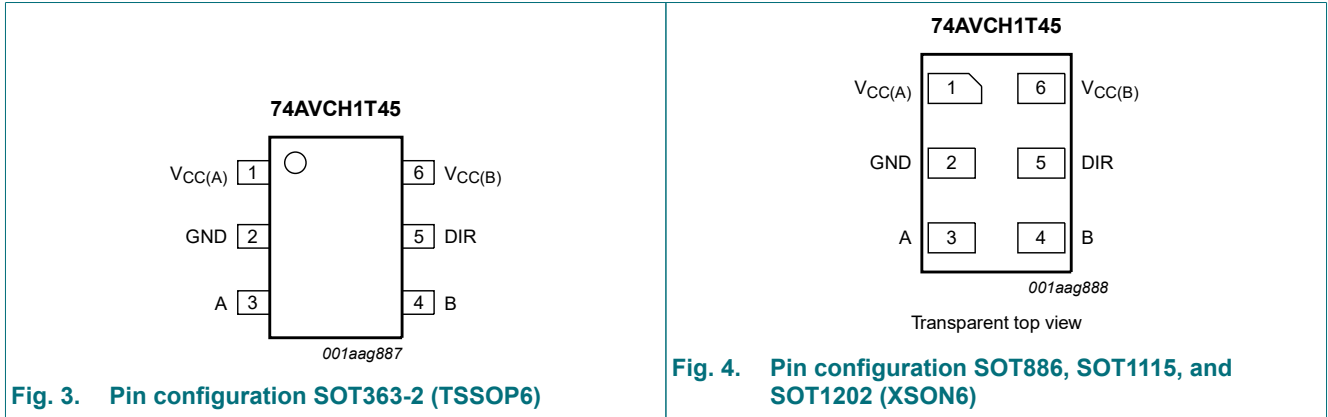 74AVCH1T45
VCC(A) 1 6 VCC(B)
GND 2 5 DIR
A 3 4 B
001aag887
Fig. 3. Pin configuration SOT363-2 (TSSOP6)
74AVCH1T45
VCC(A) 1 6 VCC(B)
GND 2 5 DIR
A 3 4 B
001aag888
Transparent top view
Fig. 4. Pin configuration SOT886, SOT1115, and
SOT1202 (XSON6)